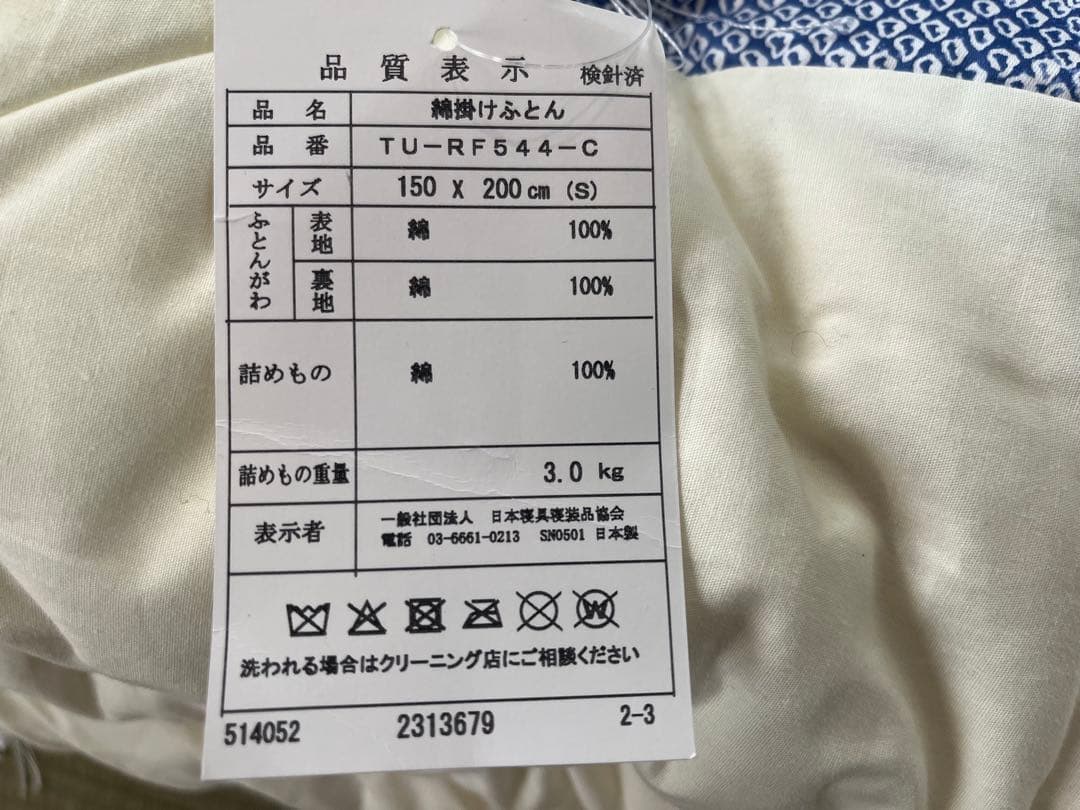 品質表示 検針済
品名 綿掛けふとん
品番 TU-RF544-C
サイズ 150 X 200cm (S)
ふとんがわ 表地 綿 100%
裏地 綿 100%
詰めもの 綿 100%
詰めもの重量 3.0 kg
表示者 一般社団法人 日本寝具寝装品協会
電話 03-6661-0213 SN0501 日本製
洗われる場合はクリーニング店にご相談ください
514052 2313679 2-3